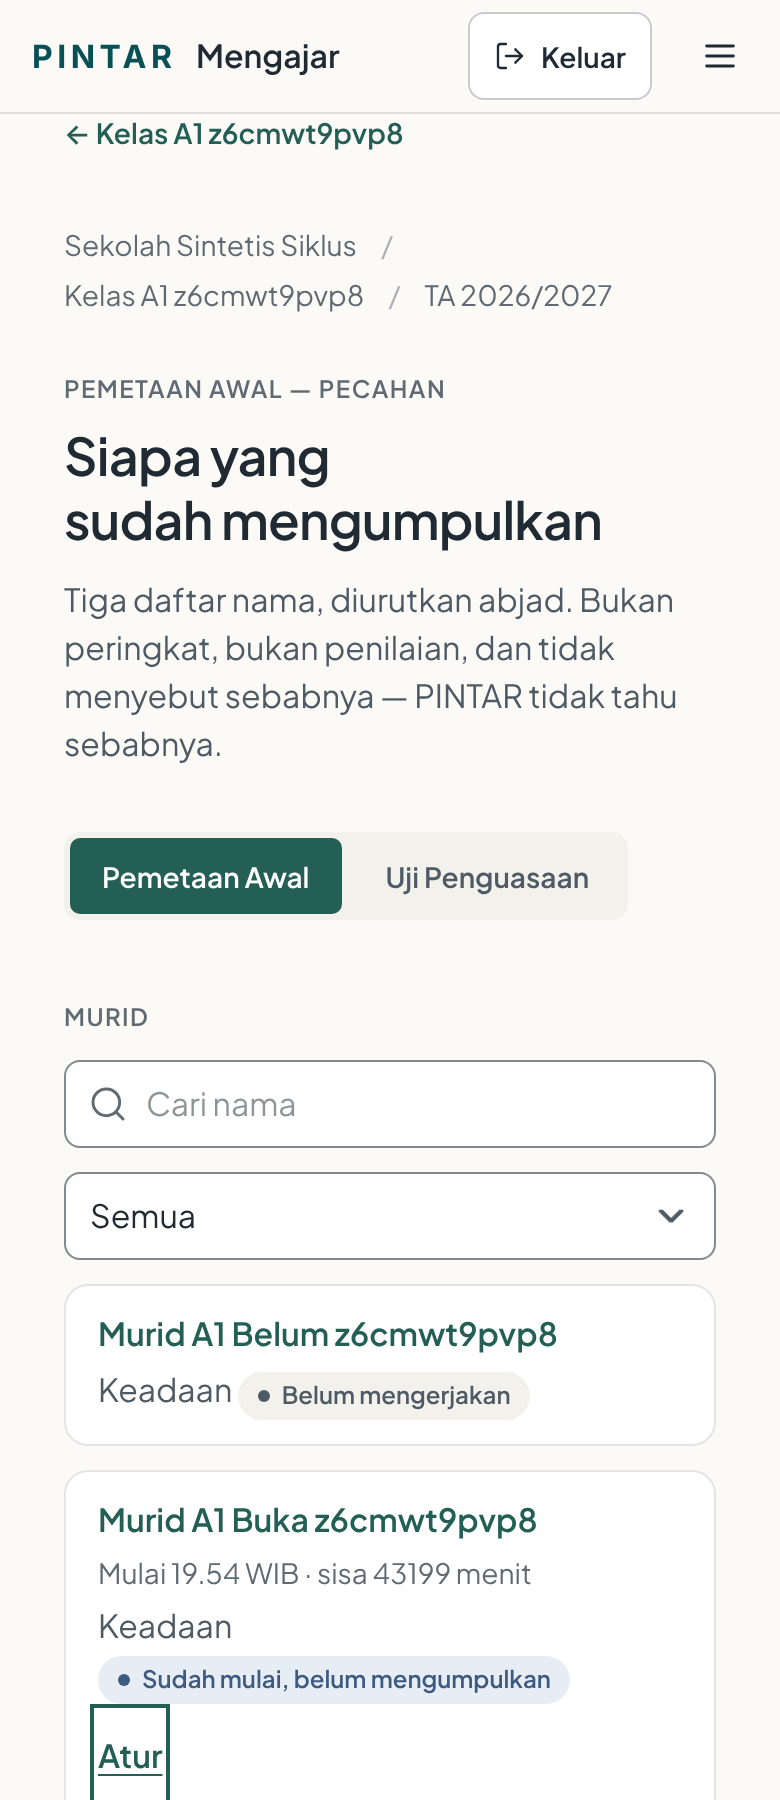 PINTAR Mengajar
Keluar
← Kelas A1 z6cmwt9pvp8
Sekolah Sintetis Siklus /
Kelas A1 z6cmwt9pvp8 / TA 2026/2027
PEMETAAN AWAL — PECAHAN
Siapa yang
sudah mengumpulkan
Tiga daftar nama, diurutkan abjad. Bukan
peringkat, bukan penilaian, dan tidak
menyebut sebabnya — PINTAR tidak tahu
sebabnya.
Pemetaan Awal
Uji Penguasaan
MURID
Cari nama
Semua
Murid A1 Belum z6cmwt9pvp8
Keadaan • Belum mengerjakan
Murid A1 Buka z6cmwt9pvp8
Mulai 19.54 WIB · sisa 43199 menit
Keadaan
• Sudah mulai, belum mengumpulkan
Atur